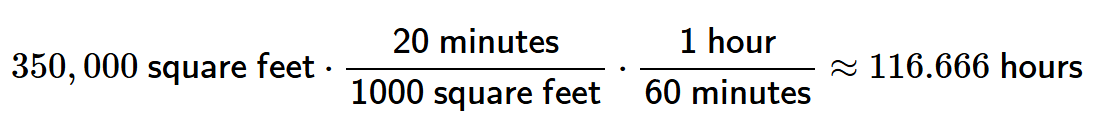 350,000 square feet · 20 minutes / 1000 square feet · 1 hour / 60 minutes ≈ 116.666 hours